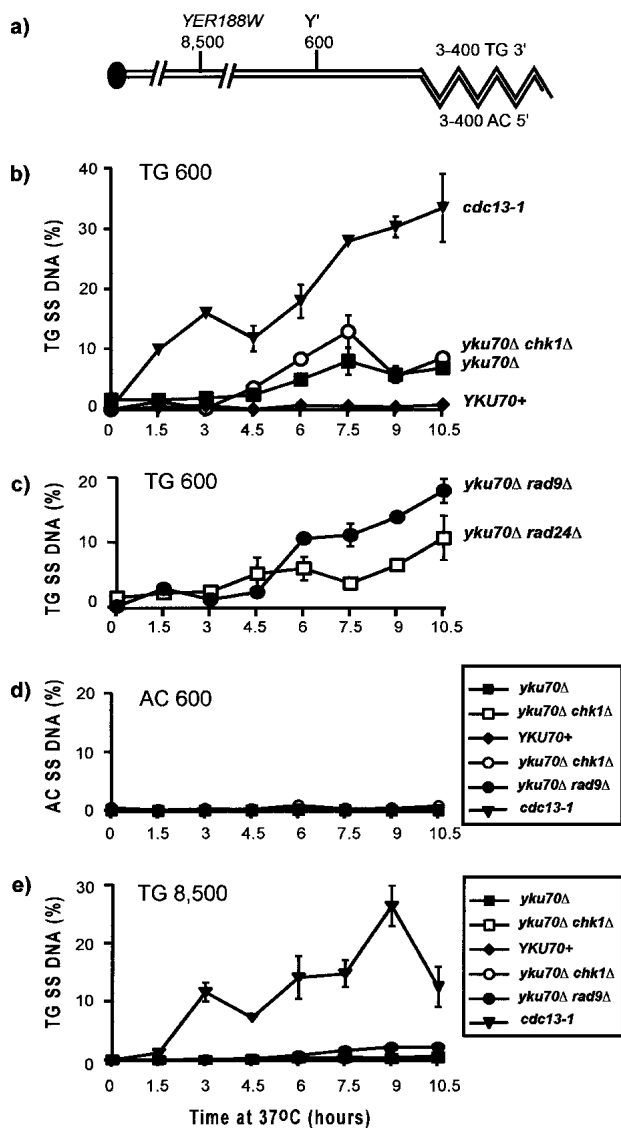 a)
YER188W Y'
8,500 600
3-400 TG 3'
3-400 AC 5'
b)
TG 600
TG SS DNA (%)
40
30
20
10
0
0 1.5 3 4.5 6 7.5 9 10.5
cdc13-1
yku70Δ chk1Δ
yku70Δ
YKU70+
c)
TG 600
TG SS DNA (%)
20
10
0
0 1.5 3 4.5 6 7.5 9 10.5
yku70Δ rad9Δ
yku70Δ rad24Δ
d)
AC 600
AC SS DNA (%)
20
10
0
0 1.5 3 4.5 6 7.5 9 10.5
yku70Δ
yku70Δ chk1Δ
YKU70+
yku70Δ chk1Δ
yku70Δ rad9Δ
cdc13-1
e)
TG 8,500
TG SS DNA (%)
30
20
10
0
0 1.5 3 4.5 6 7.5 9 10.5
Time at 37ºC (hours)
yku70Δ
yku70Δ chk1Δ
YKU70+
yku70Δ chk1Δ
yku70Δ rad9Δ
cdc13-1